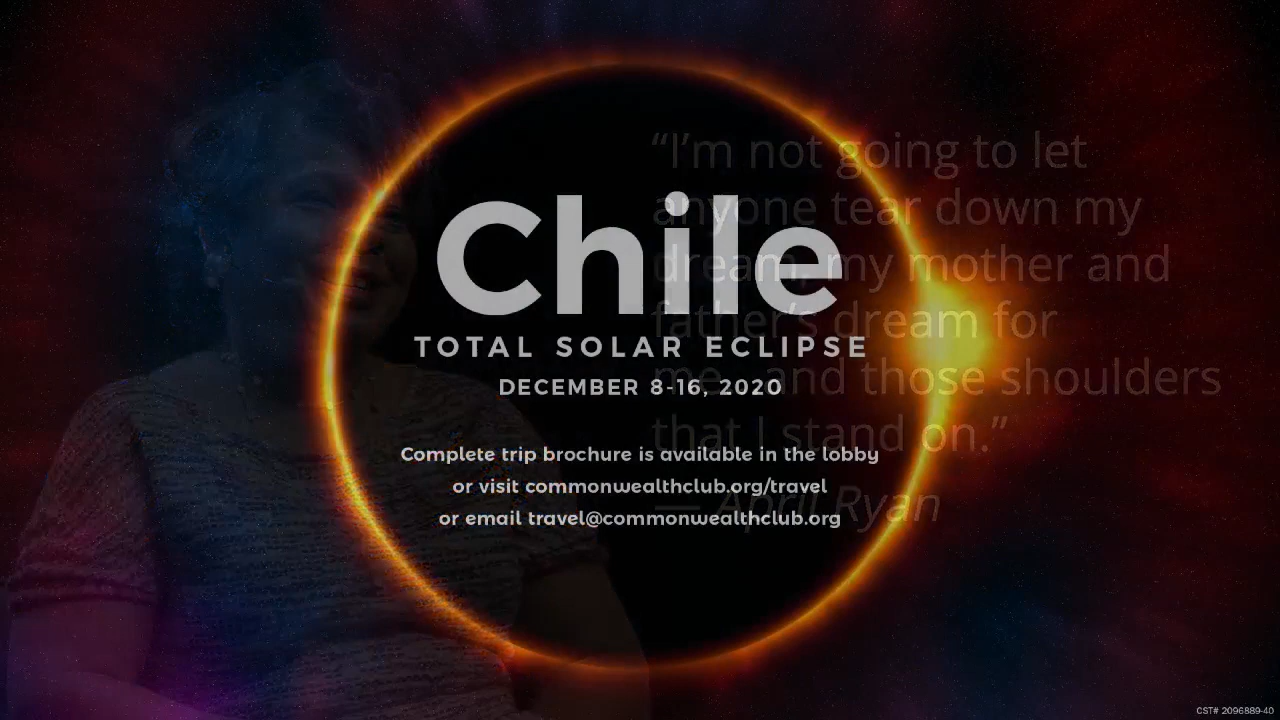 Chile
TOTAL SOLAR ECLIPSE
DECEMBER 8-16, 2020
Complete trip brochure is available in the lobby
or visit commonwealthclub.org/travel
or email travel@commonwealthclub.org
“I’m not going to let
anyone tear down my
dream, my mother and
father’s dream for
me, and those shoulders
that I stand on.”
— April Ryan
CST# 2096889-40